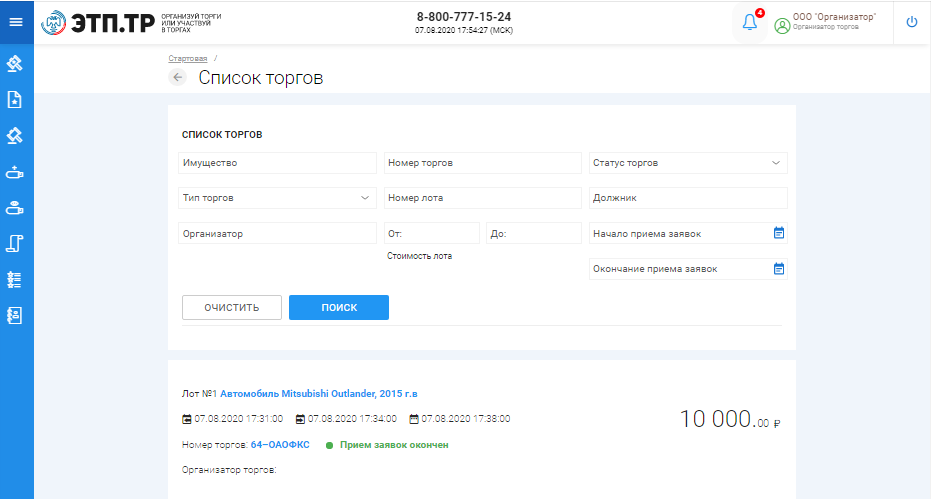 ЭТП.ТР
ОРГАНИЗУЙ ТОРГИ
ИЛИ УЧАСТВУЙ
В ТОРГАХ
8-800-777-15-24
07.08.2020 17:54:27 (МСК)
4
ООО "Организатор"
Организатор торгов
Стартовая /
Список торгов
СПИСОК ТОРГОВ
Имущество Номер торгов Статус торгов
Тип торгов Номер лота Должник
Организатор От: До: Начало приема заявок
Стоимость лота
Окончание приема заявок
ОЧИСТИТЬ ПОИСК
Лот №1 Автомобиль Mitsubishi Outlander, 2015 г.в
07.08.2020 17:31:00 07.08.2020 17:34:00 07.08.2020 17:38:00
10 000.00 ₽
Номер торгов: 64–ОАОФКС Прием заявок окончен
Организатор торгов: